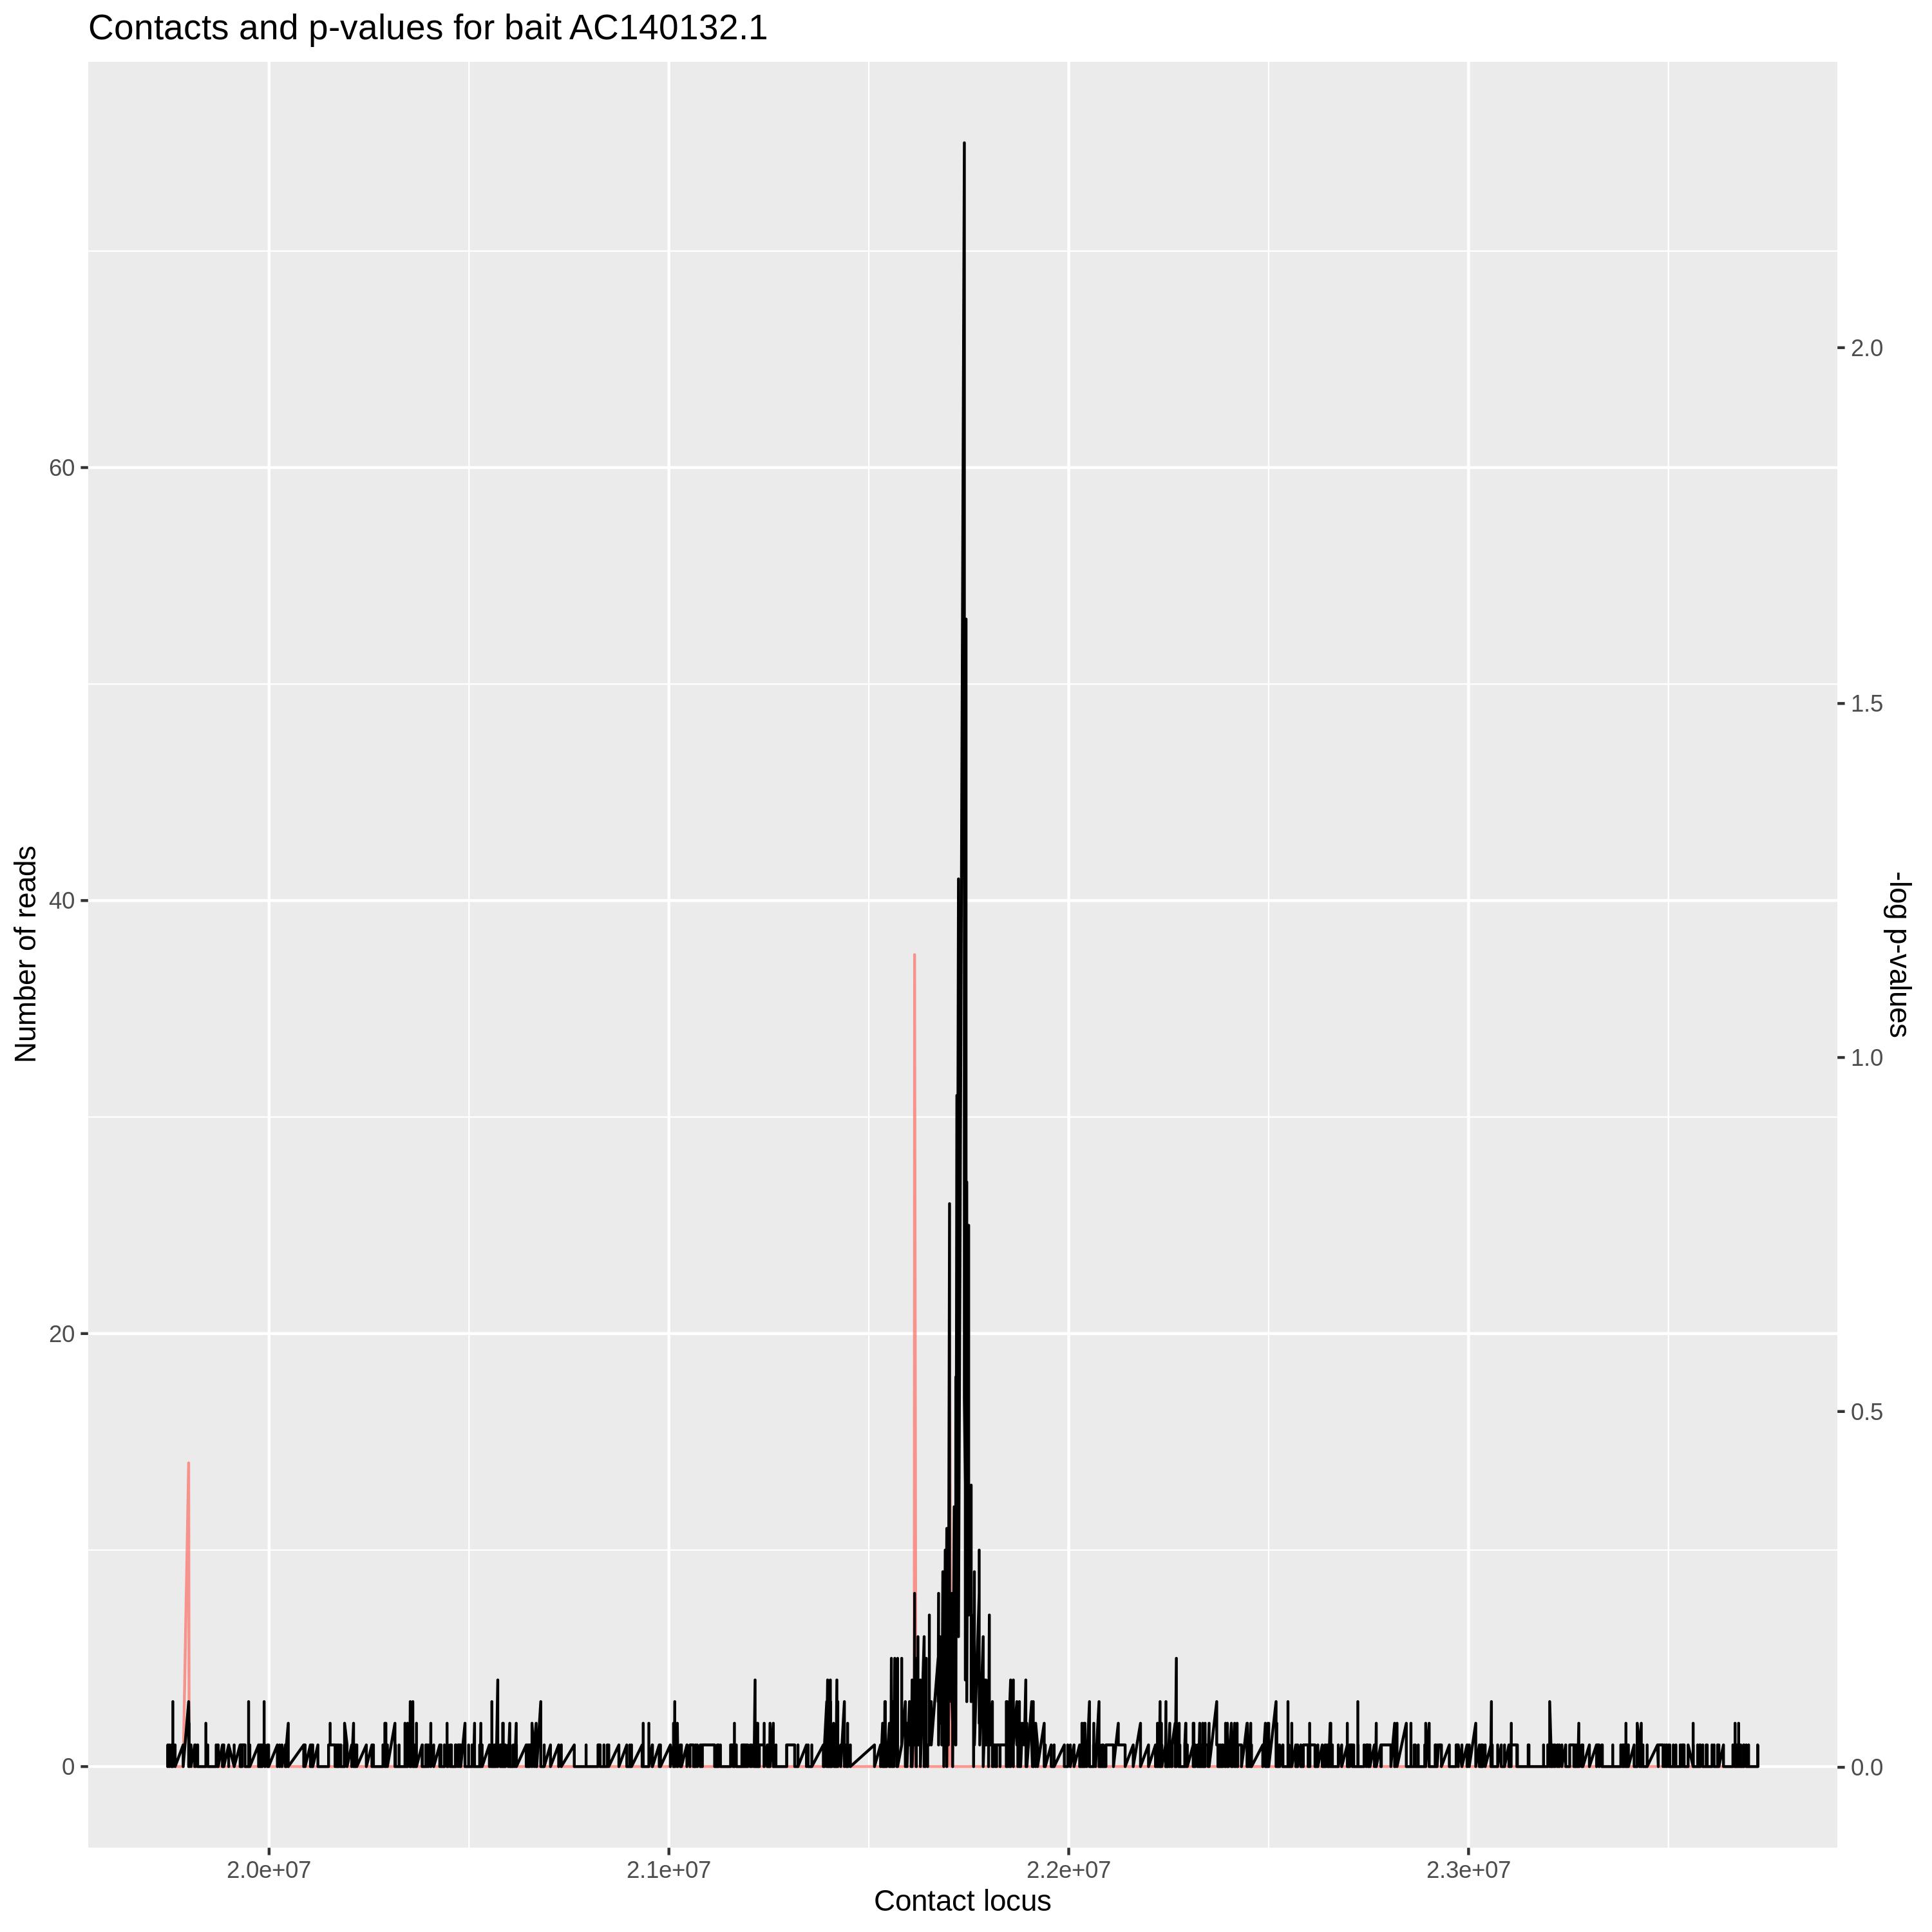 Contacts and p-values for bait AC140132.1
Number of reads
60
40
20
0
2.0
1.5
1.0
0.5
0.0
-log p-values
2.0e+07
2.1e+07
2.2e+07
2.3e+07
Contact locus